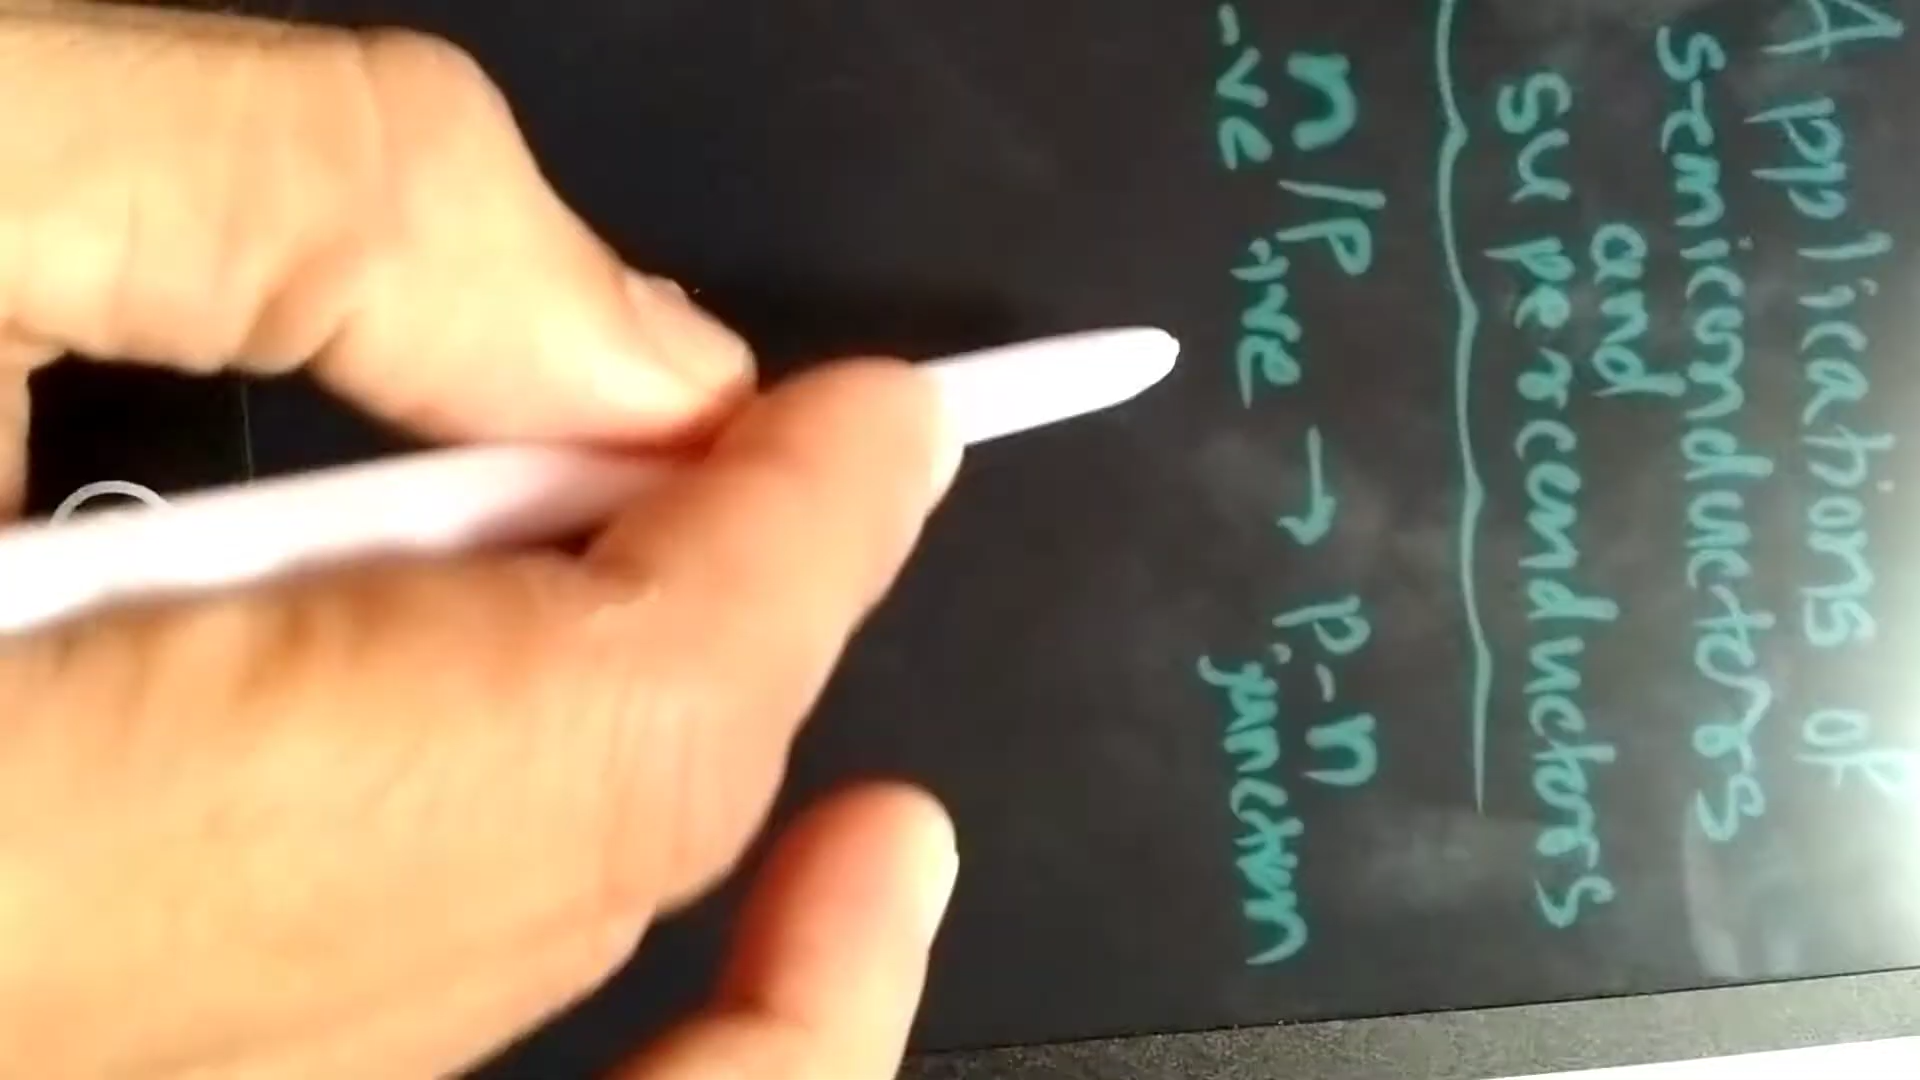 Applications of
semiconductors
and
superconductors
n/p → p-n
-ve +ve junction